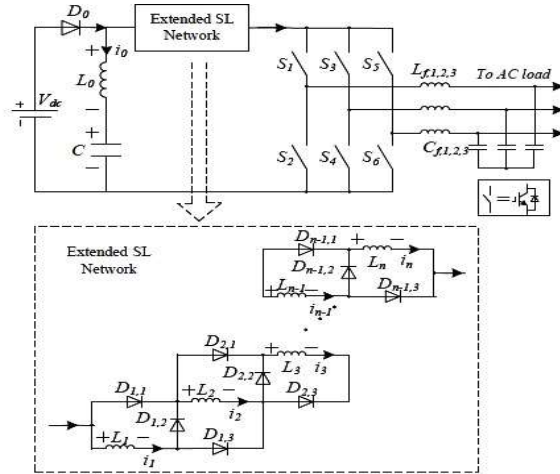 D0
Extended SL
Network
+
i0
L0
−
Vdc
+
−
+
C
−
S1
S3
S5
Lf,1,2,3
To AC load
S2
S4
S6
Cf,1,2,3
=
Extended SL
Network
Dn-1,1
+ −
Ln
in
Dn-1,2
+ Ln-1 −
in-1
Dn-1,3
D2,1
+ −
L3
i3
D2,2
D1,1
+ L2 −
i2
D2,3
D1,2
+ L1 −
i1
D1,3